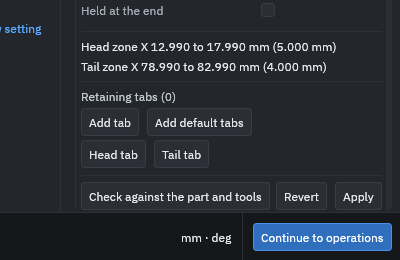 Held at the end
setting
Head zone X 12.990 to 17.990 mm (5.000 mm)
Tail zone X 78.990 to 82.990 mm (4.000 mm)
Retaining tabs (0)
Add tab Add default tabs
Head tab Tail tab
Check against the part and tools Revert Apply
mm · deg Continue to operations